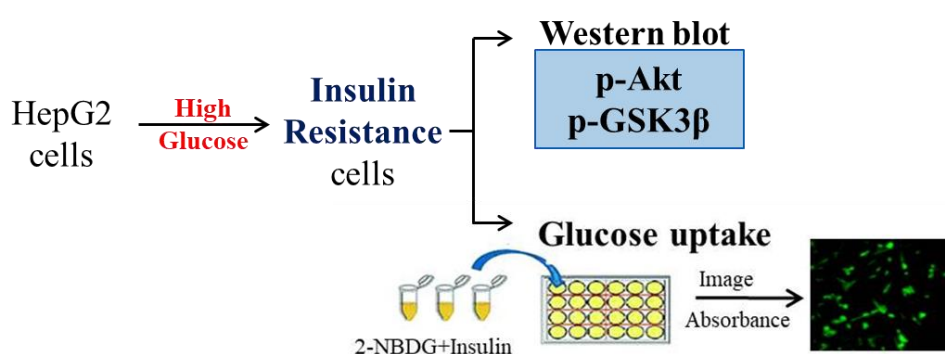 HepG2
cells
High
Glucose
Insulin
Resistance
cells
Western blot
p-Akt
p-GSK3β
Glucose uptake
2-NBDG+Insulin
Image
Absorbance